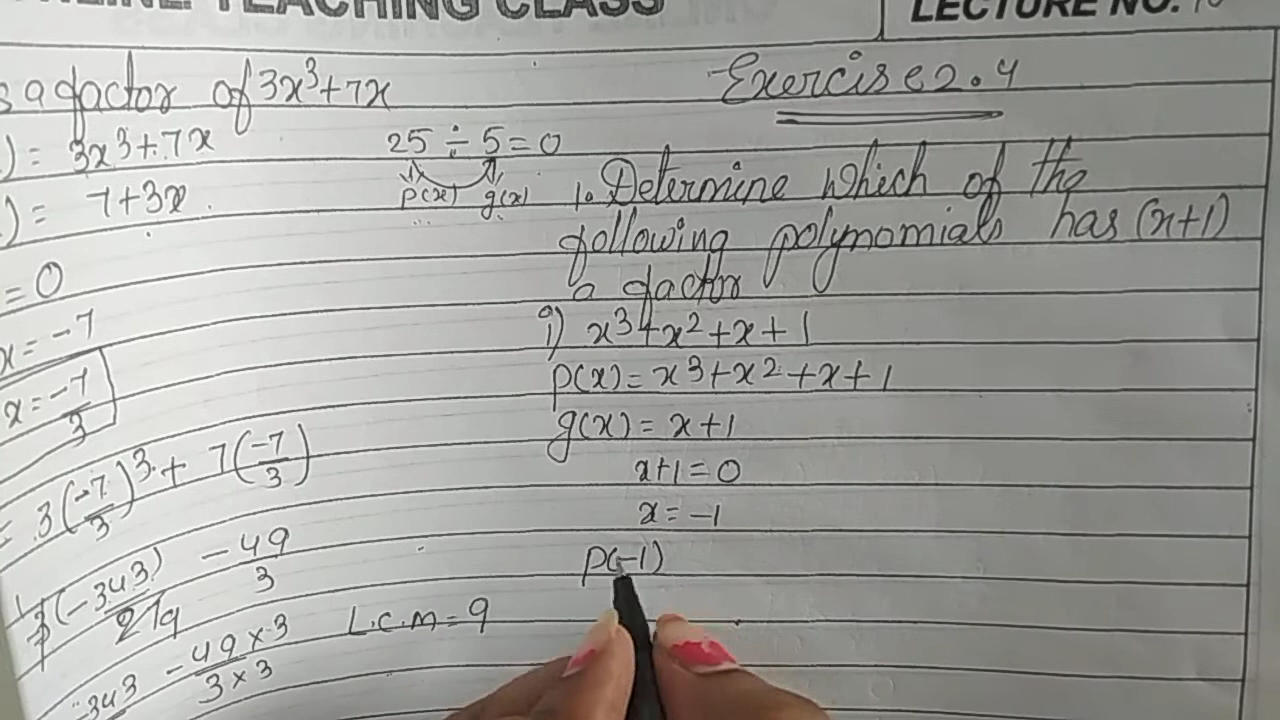 TEACHING CLASS
LECTURE NO.
s a factor of 3x³+7x
) = 3x³+7x
) = 7+3x
= 0
x = -7
x = -7/3
= 3(-7/3)³ + 7(-7/3)
3(-343) -49/3
343 -49×3/3×3
L.C.M = 9
25 ÷ 5 = 0
p(x) g(x)
Exercise 2.4
1. Determine which of the
following polynomials has (x+1)
a factor
i) x³+x²+x+1
p(x) = x³+x²+x+1
g(x) = x+1
x+1 = 0
x = -1
p(-1)